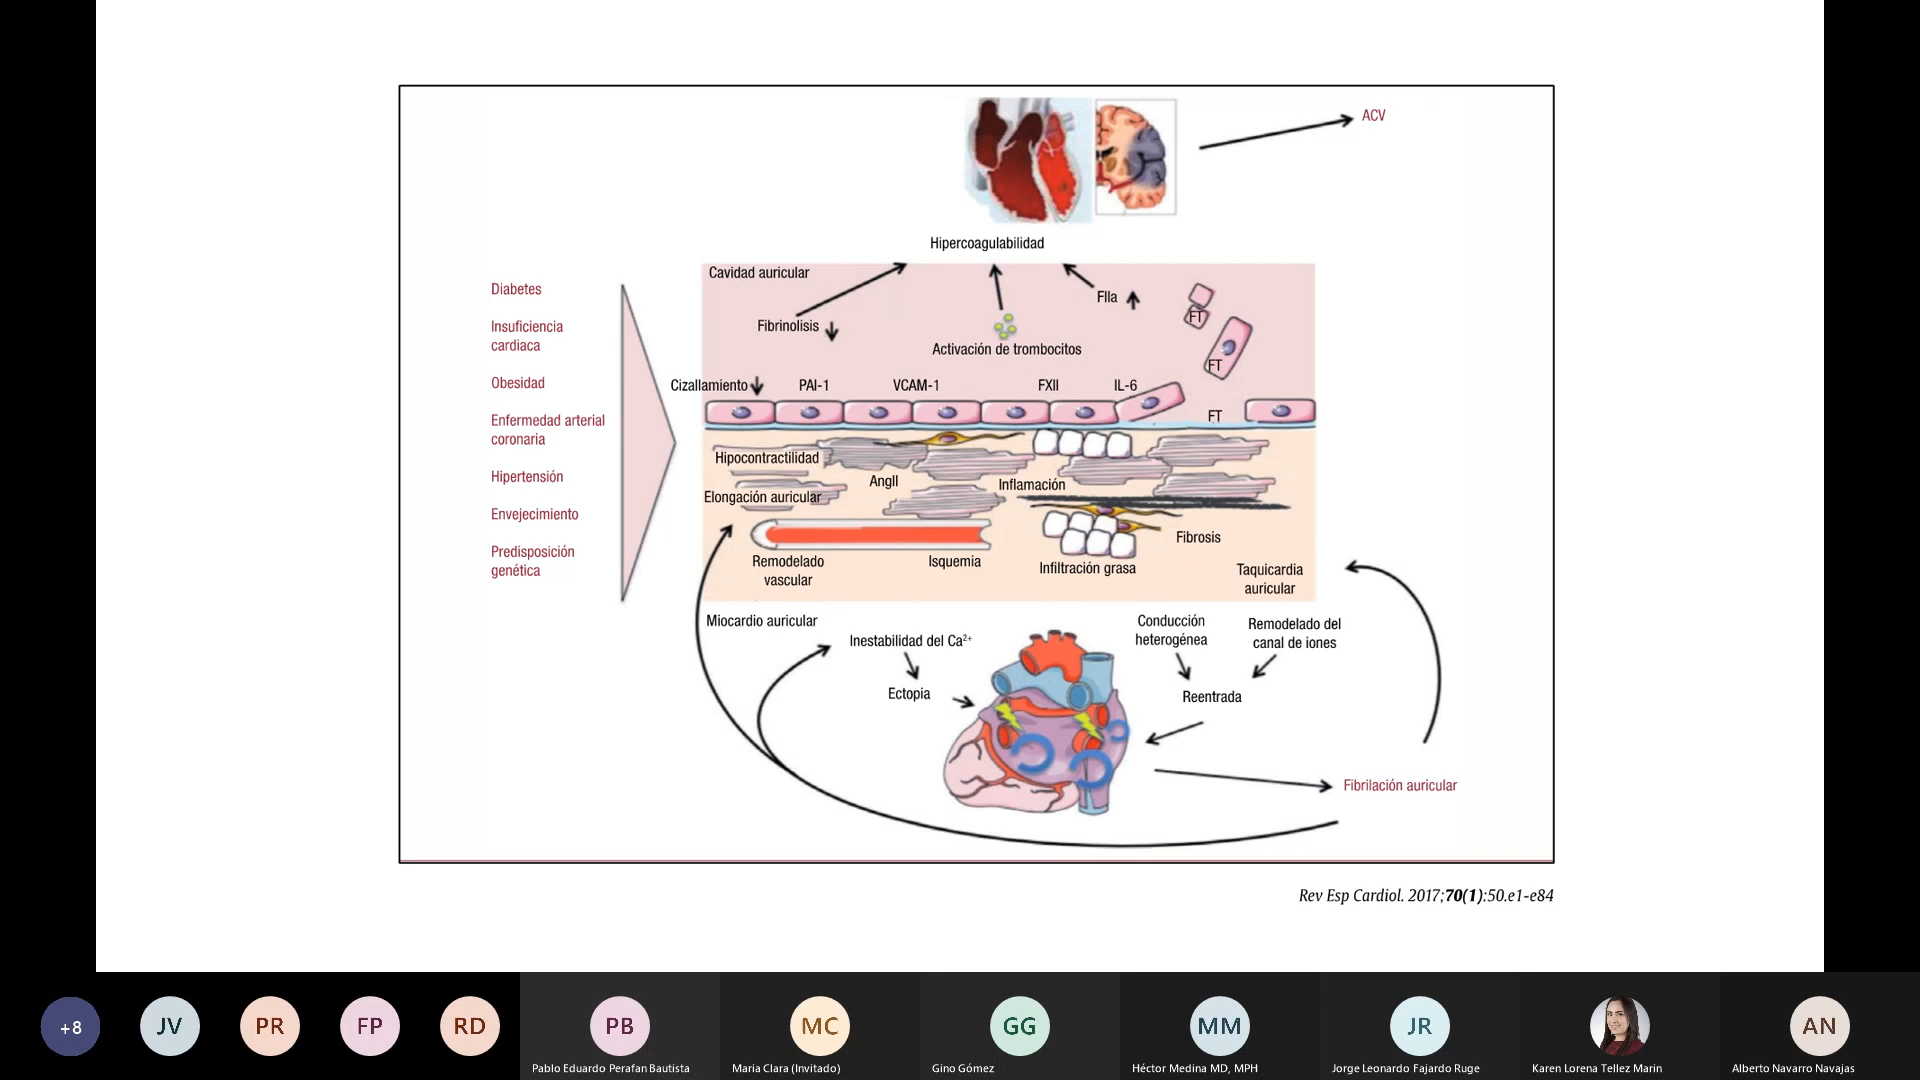 ACV
Hipercoagulabilidad
Cavidad auricular
FIIa
Fibrinolisis
Activación de trombocitos
FT
FT
FT
Cizallamiento
PAI-1
VCAM-1
FXII
IL-6
Diabetes
Insuficiencia
cardiaca
Obesidad
Enfermedad arterial
coronaria
Hipertensión
Envejecimiento
Predisposición
genética
Hipocontractilidad
AngII
Inflamación
Elongación auricular
Fibrosis
Remodelado
vascular
Isquemia
Infiltración grasa
Taquicardia
auricular
Miocardio auricular
Inestabilidad del Ca²⁺
Ectopia
Conducción
heterogénea
Remodelado del
canal de iones
Reentrada
Fibrilación auricular
Rev Esp Cardiol. 2017;70(1):50.e1-e84
+8
JV
PR
FP
RD
PB
MC
GG
MM
JR
AN
Pablo Eduardo Perafan Bautista
Maria Clara (Invitado)
Gino Gómez
Héctor Medina MD, MPH
Jorge Leonardo Fajardo Ruge
Karen Lorena Tellez Marin
Alberto Navarro Navajas